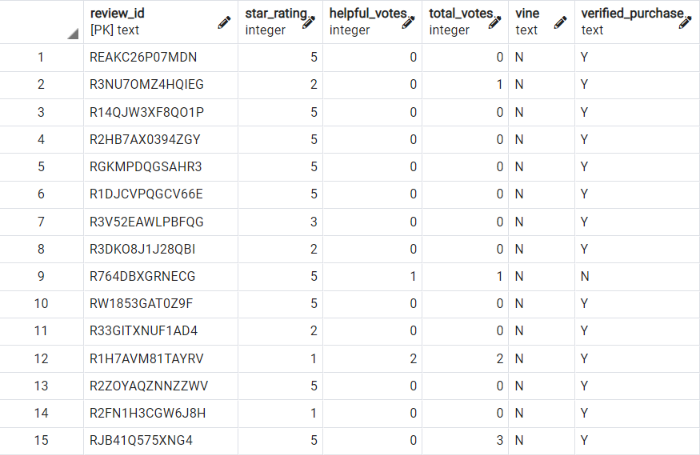 review_id star_rating helpful_votes total_votes vine verified_purchase
[PK] text integer integer integer text text
1 REAKC26P07MDN 5 0 0 N Y
2 R3NU7OMZ4HQIEG 2 0 1 N Y
3 R14QJW3XF8QO1P 5 0 0 N Y
4 R2HB7AX0394ZGY 5 0 0 N Y
5 RGKMPDQGSAHR3 5 0 0 N Y
6 R1DJCVPQGCV66E 5 0 0 N Y
7 R3V52EAWLPBFQG 3 0 0 N Y
8 R3DKO8J1J28QBI 2 0 0 N Y
9 R764DBXGRNECG 5 1 1 N N
10 RW1853GAT0Z9F 5 0 0 N Y
11 R33GITXNUF1AD4 2 0 0 N Y
12 R1H7AVM81TAYRV 1 2 2 N Y
13 R2ZOYAQZNNZZWV 5 0 0 N Y
14 R2FN1H3CGW6J8H 1 0 0 N Y
15 RJB41Q575XNG4 5 0 3 N Y